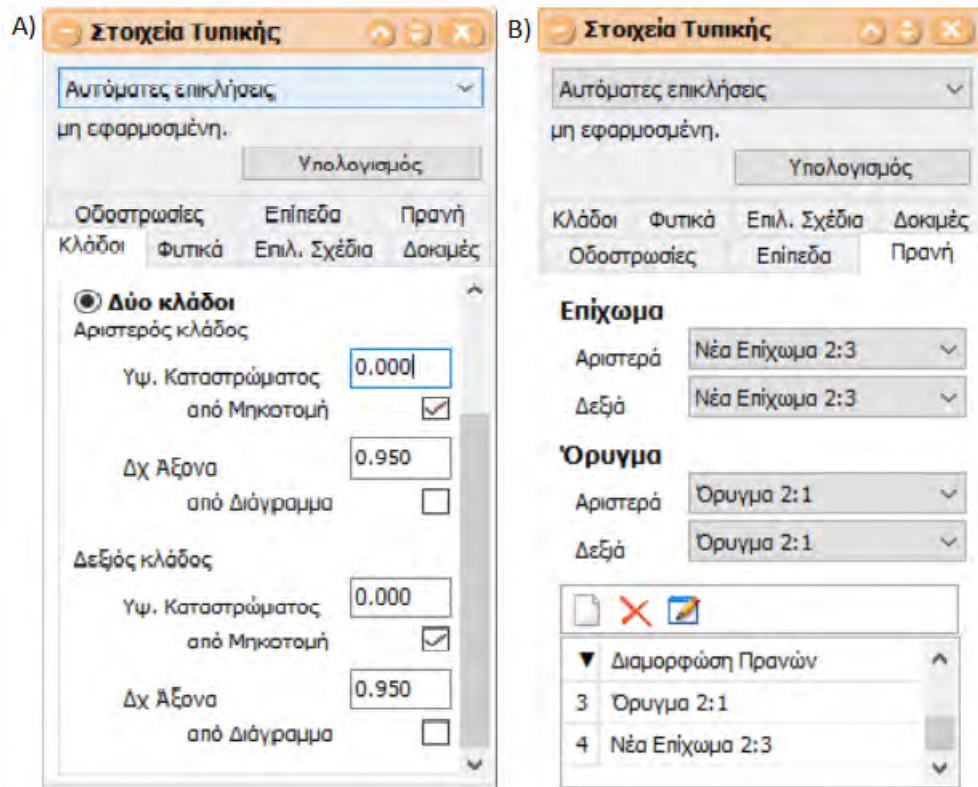 A)
Στοιχεία Τυπικής
Αυτόματες επικλήσεις
μη εφαρμοσμένη.
Υπολογισμός
Οδοστρωσίες Επίπεδα Πρανή
Κλάδοι Φυτικά Επιλ. Σχέδια Δοκιμές
Δύο κλάδοι
Αριστερός κλάδος
Υψ. Καταστρώματος 0.000
από Μηκοτομή
Δχ Άξονα 0.950
από Διάγραμμα
Δεξιός κλάδος
Υψ. Καταστρώματος 0.000
από Μηκοτομή
Δχ Άξονα 0.950
από Διάγραμμα
B)
Στοιχεία Τυπικής
Αυτόματες επικλήσεις
μη εφαρμοσμένη.
Υπολογισμός
Κλάδοι Φυτικά Επιλ. Σχέδια Δοκιμές
Οδοστρωσίες Επίπεδα Πρανή
Επίχωμα
Αριστερά Νέα Επίχωμα 2:3
Δεξιά Νέα Επίχωμα 2:3
Όρυγμα
Αριστερά Όρυγμα 2:1
Δεξιά Όρυγμα 2:1
▼ Διαμορφώση Πρανών
3 Όρυγμα 2:1
4 Νέα Επίχωμα 2:3